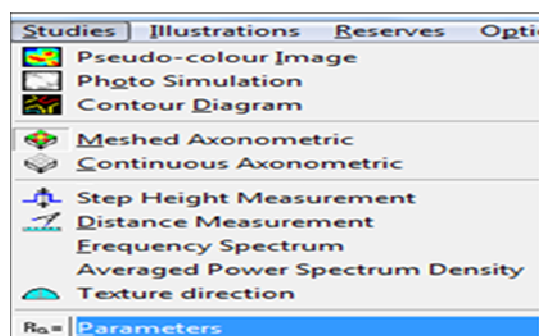 Studies Illustrations Reserves Opti
Pseudo-colour Image
Photo Simulation
Contour Diagram
Meshed Axonometric
Continuous Axonometric
Step Height Measurement
Distance Measurement
Frequency Spectrum
Averaged Power Spectrum Density
Texture direction
Ra= Parameters